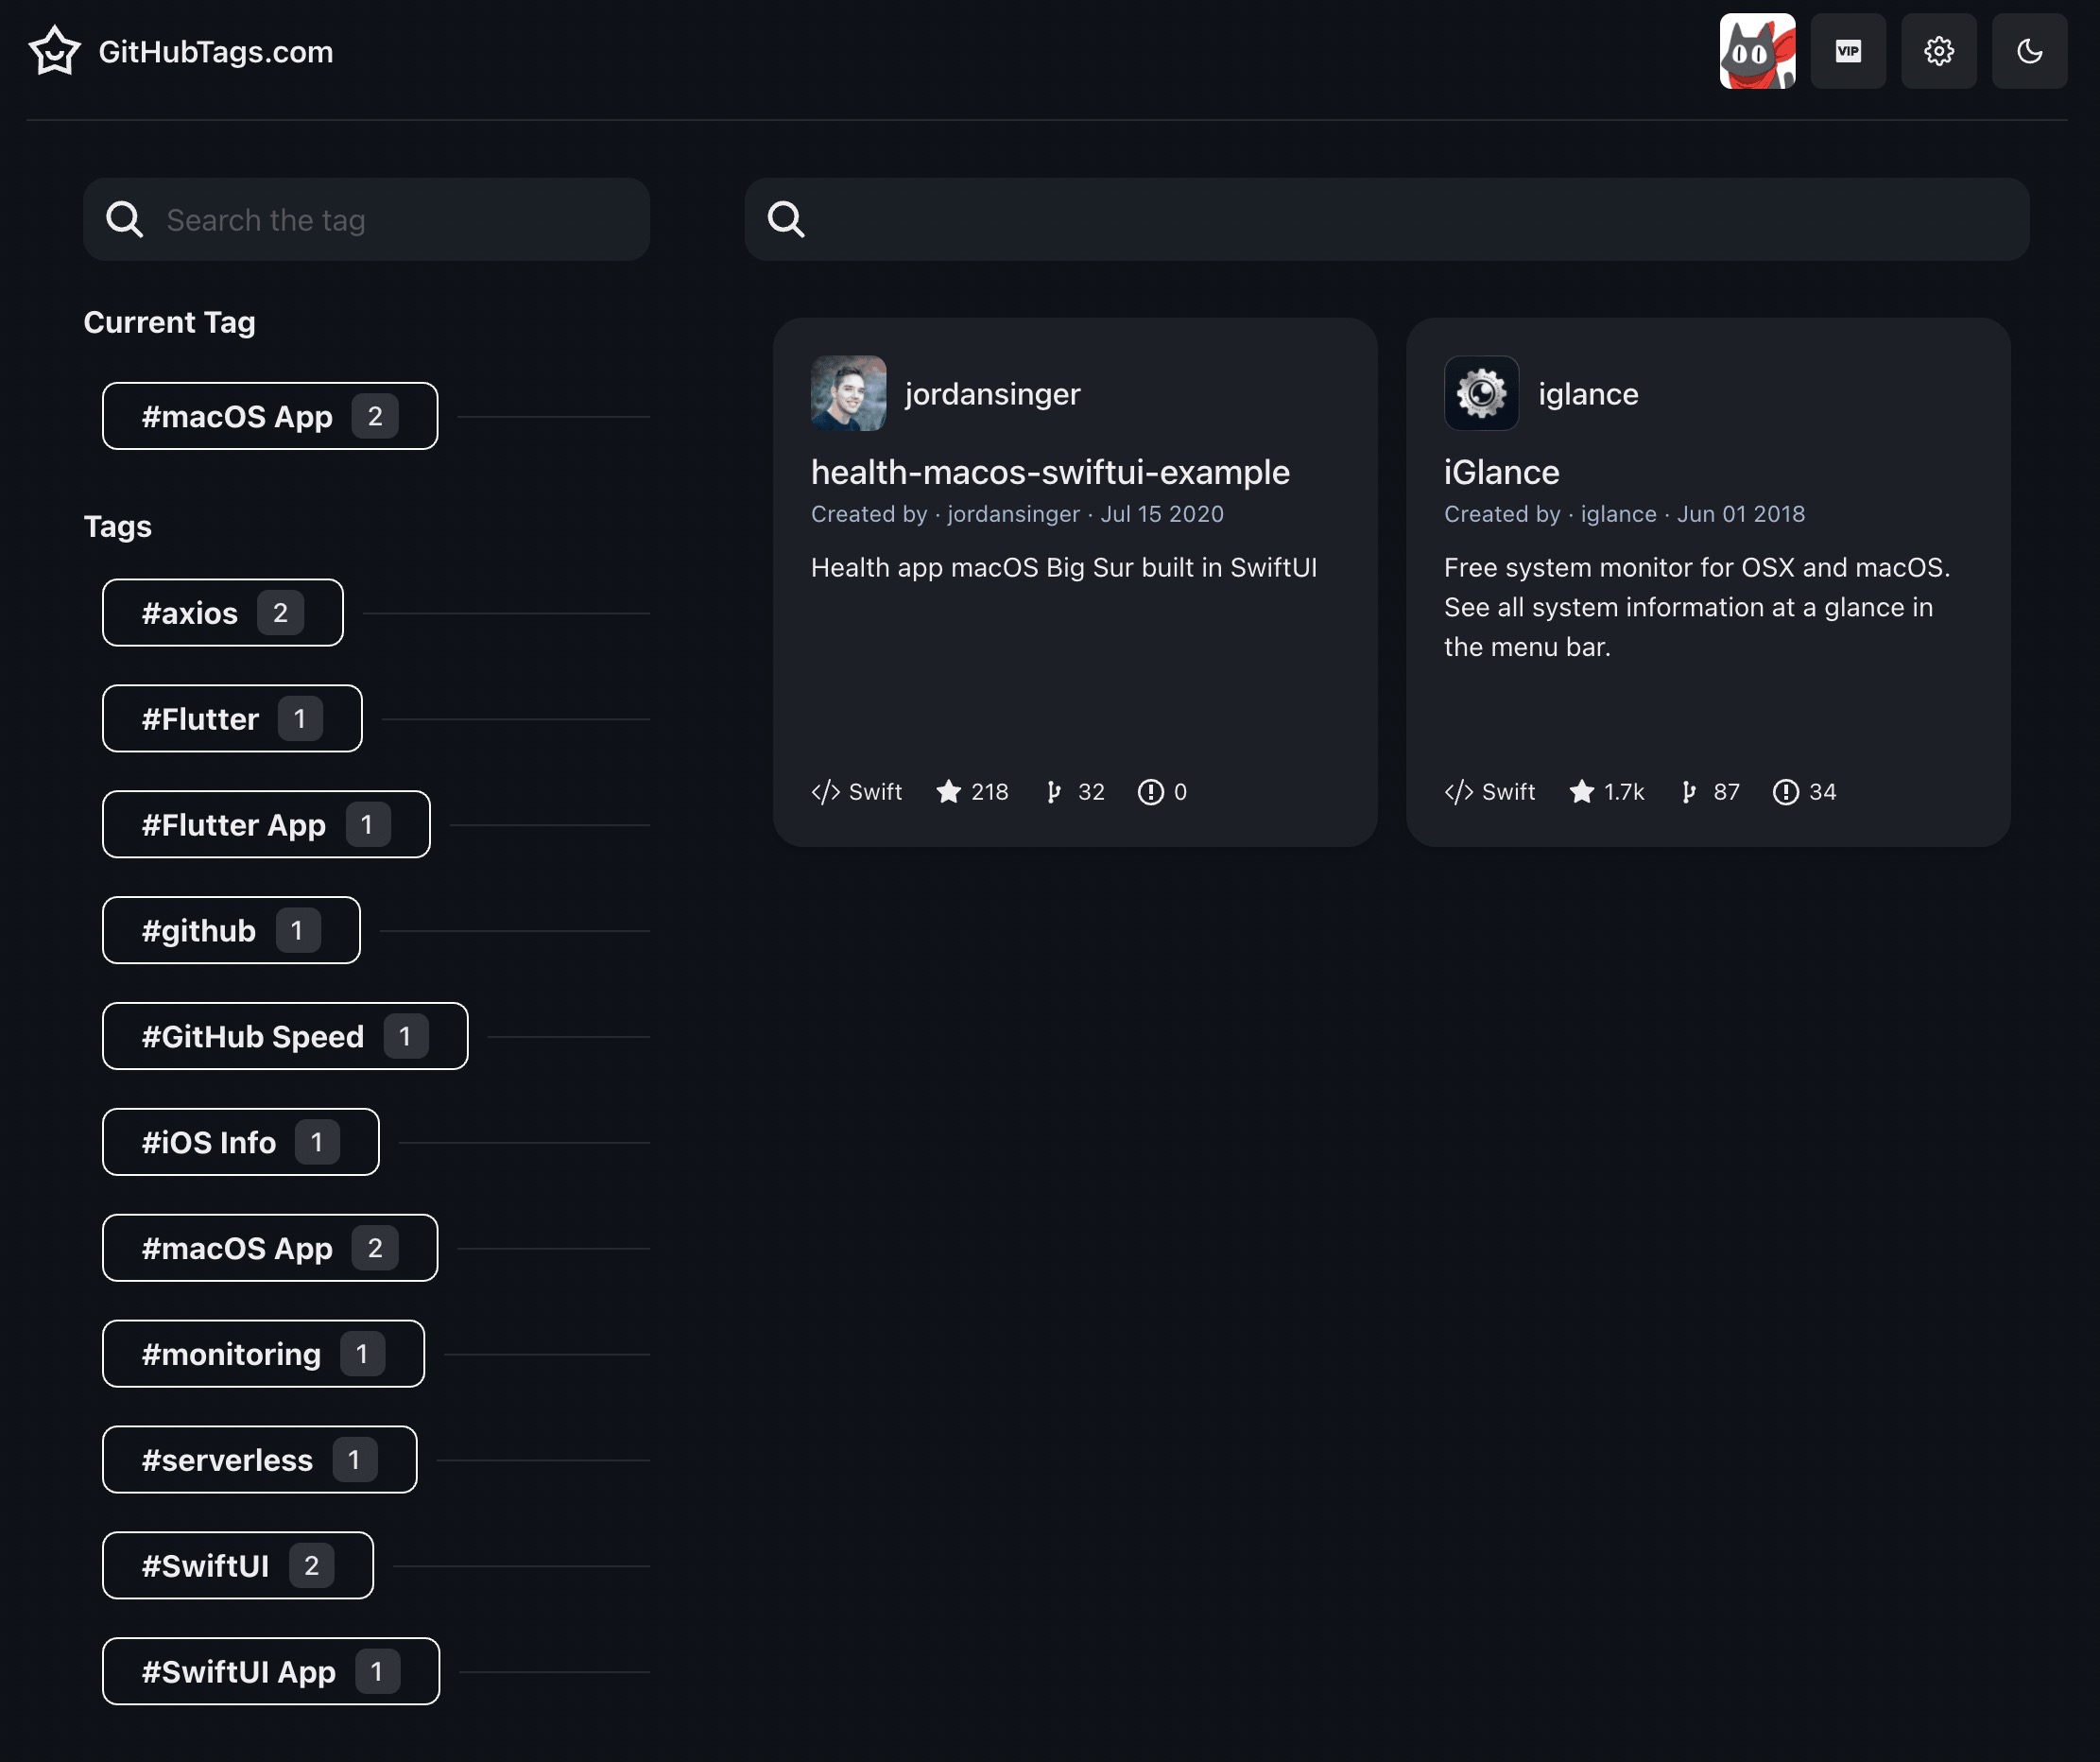 GitHubTags.com
VIP
Search the tag
Current Tag
#macOS App 2
Tags
#axios 2
#Flutter 1
#Flutter App 1
#github 1
#GitHub Speed 1
#iOS Info 1
#macOS App 2
#monitoring 1
#serverless 1
#SwiftUI 2
#SwiftUI App 1
jordansinger
health-macos-swiftui-example
Created by · jordansinger · Jul 15 2020
Health app macOS Big Sur built in SwiftUI
</> Swift 218 32 0
iglance
iGlance
Created by · iglance · Jun 01 2018
Free system monitor for OSX and macOS.
See all system information at a glance in
the menu bar.
</> Swift 1.7k 87 34